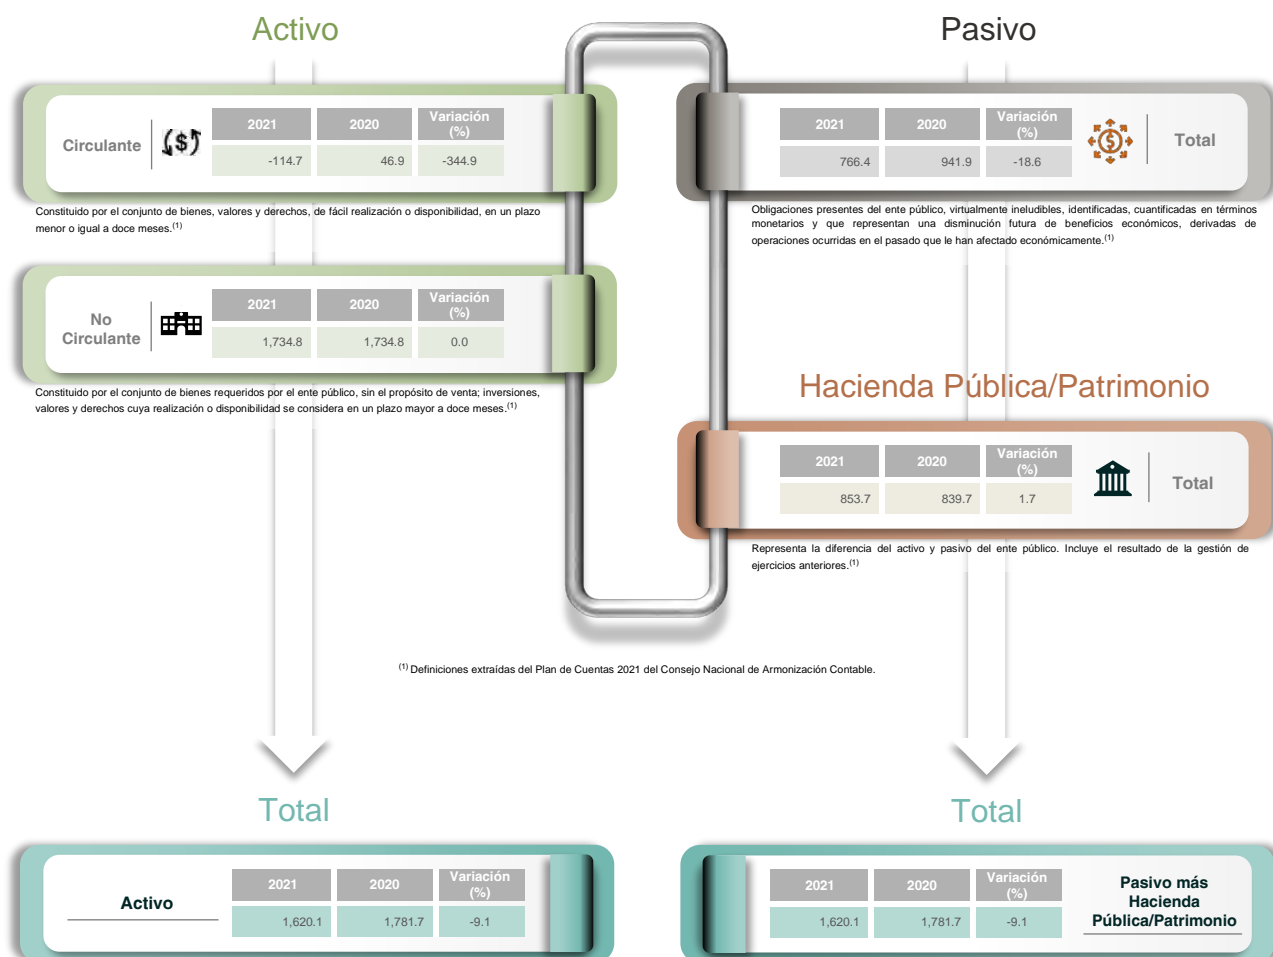 Activo
Circulante
2021 2020 Variación (%)
-114.7 46.9 -344.9
Constituido por el conjunto de bienes, valores y derechos, de fácil realización o disponibilidad, en un plazo
menor o igual a doce meses.(1)
No
Circulante
2021 2020 Variación (%)
1,734.8 1,734.8 0.0
Constituido por el conjunto de bienes requeridos por el ente público, sin el propósito de venta; inversiones,
valores y derechos cuya realización o disponibilidad se considera en un plazo mayor a doce meses.(1)
Pasivo
2021 2020 Variación (%)
766.4 941.9 -18.6
Total
Obligaciones presentes del ente público, virtualmente ineludibles, identificadas, cuantificadas en términos
monetarios y que representan una disminución futura de beneficios económicos, derivadas de
operaciones ocurridas en el pasado que le han afectado económicamente.(1)
Hacienda Pública/Patrimonio
2021 2020 Variación (%)
853.7 839.7 1.7
Total
Representa la diferencia del activo y pasivo del ente público. Incluye el resultado de la gestión de
ejercicios anteriores.(1)
(1) Definiciones extraídas del Plan de Cuentas 2021 del Consejo Nacional de Armonización Contable.
Total
Activo
2021 2020 Variación (%)
1,620.1 1,781.7 -9.1
Total
2021 2020 Variación (%)
1,620.1 1,781.7 -9.1
Pasivo más
Hacienda
Pública/Patrimonio